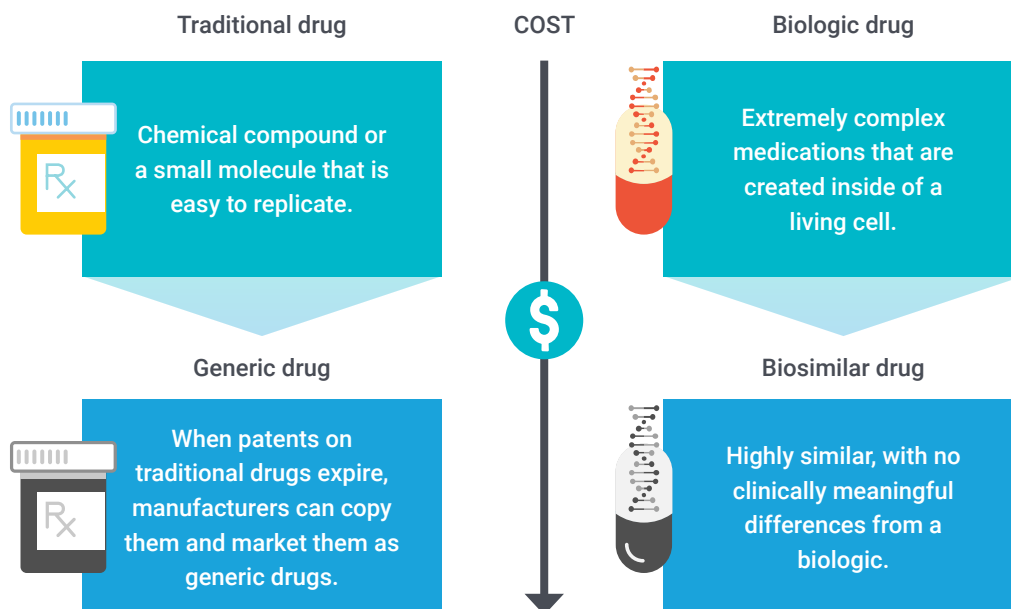 Traditional drug
COST
Biologic drug
Chemical compound or
a small molecule that is
easy to replicate.
Rx
Extremely complex
medications that are
created inside of a
living cell.
$
Generic drug
Biosimilar drug
When patents on
traditional drugs expire,
manufacturers can copy
them and market them as
generic drugs.
Rx
Highly similar, with no
clinically meaningful
differences from a
biologic.